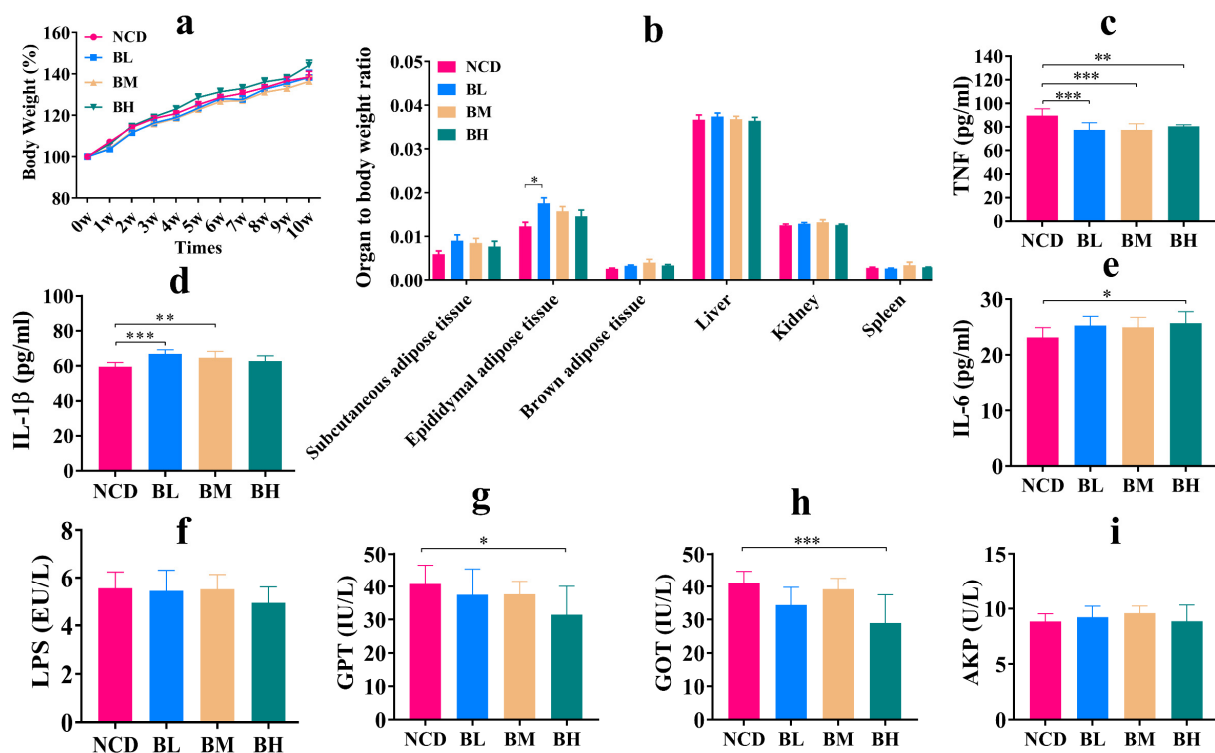 a
Body Weight (%)
160
140
120
100
80
NCD
BL
BM
BH
0w
1w
2w
3w
4w
5w
6w
7w
8w
9w
10w
Times
b
Organ to body weight ratio
0.05
0.04
0.03
0.02
0.01
0.00
NCD
BL
BM
BH
*
Subcutaneous adipose tissue
Epididymal adipose tissue
Brown adipose tissue
Liver
Kidney
Spleen
c
TNF (pg/ml)
140
120
100
80
60
40
20
0
**
***
***
NCD BL BM BH
d
IL-1β (pg/ml)
100
80
60
40
20
0
**
***
NCD BL BM BH
e
IL-6 (pg/ml)
30
20
10
0
*
NCD BL BM BH
f
LPS (EU/L)
8
6
4
2
0
NCD BL BM BH
g
GPT (IU/L)
50
40
30
20
10
0
*
NCD BL BM BH
h
GOT (IU/L)
50
40
30
20
10
0
***
NCD BL BM BH
i
AKP (U/L)
15
10
5
0
NCD BL BM BH